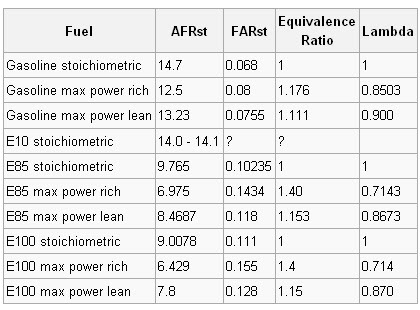 Fuel AFRst FARst Equivalence Ratio Lambda
Gasoline stoichiometric 14.7 0.068 1 1
Gasoline max power rich 12.5 0.08 1.176 0.8503
Gasoline max power lean 13.23 0.0755 1.111 0.900
E10 stoichiometric 14.0 - 14.1 ? ?
E85 stoichiometric 9.765 0.10235 1 1
E85 max power rich 6.975 0.1434 1.40 0.7143
E85 max power lean 8.4687 0.118 1.153 0.8673
E100 stoichiometric 9.0078 0.111 1 1
E100 max power rich 6.429 0.155 1.4 0.714
E100 max power lean 7.8 0.128 1.15 0.870